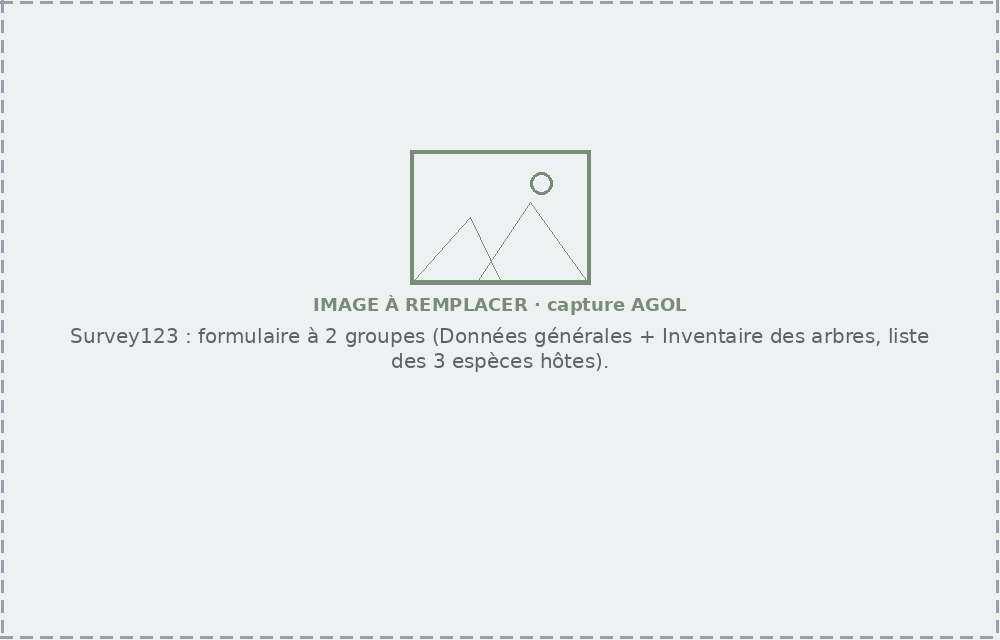 IMAGE À REMPLACER · capture AGOL
Survey123 : formulaire à 2 groupes (Données générales + Inventaire des arbres, liste
des 3 espèces hôtes).